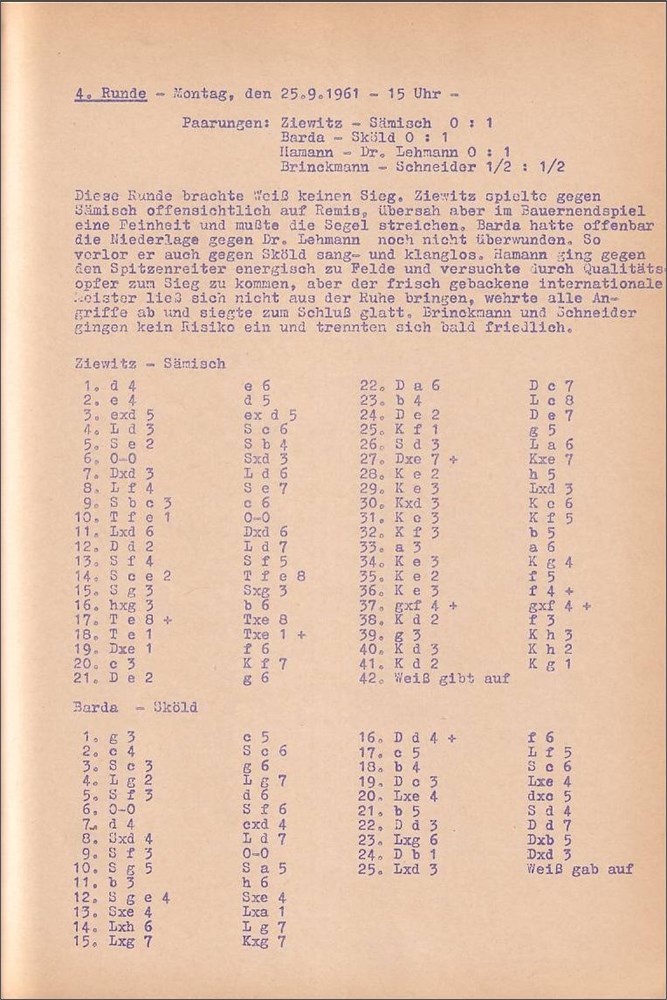 4. Runde - Montag, den 25.9.1961 - 15 Uhr -
Paarungen: Ziewitz - Sämisch 0 : 1
Barda - Sköld 0 : 1
Hamann - Dr. Lehmann 0 : 1
Brinckmann - Schneider 1/2 : 1/2
Diese Runde brachte Weiß keinen Sieg. Ziewitz spielte gegen
Sämisch offensichtlich auf Remis, übersah aber im Bauernendspiel
eine Feinheit und mußte die Segel streichen. Barda hatte offenbar
die Niederlage gegen Dr. Lehmann noch nicht überwunden. So
verlor er auch gegen Sköld sang- und klanglos. Hamann ging gegen
den Spitzenreiter energisch zu Felde und versuchte durch Qualitäts-
opfer zum Sieg zu kommen, aber der frisch gebackene internationale
Meister ließ sich nicht aus der Ruhe bringen, wehrte alle An-
griffe ab und siegte zum Schluß glatt. Brinckmann und Schneider
gingen kein Risiko ein und trennten sich bald friedlich.
Ziewitz - Sämisch
1. d 4 e 6
2. e 4 d 5
3. exd 5 ex d 5
4. L d 3 S c 6
5. S e 2 S b 4
6. 0-0 Sxd 3
7. Dxd 3 L d 6
8. L f 4 S e 7
9. S b c 3 c 6
10. T f e 1 0-0
11. Lxd 6 Dxd 6
12. D d 2 L d 7
13. S f 4 S f 5
14. S c e 2 T f e 8
15. S g 3 Sxg 3
16. hxg 3 b 6
17. T e 8 + Txe 8
18. T e 1 Txe 1 +
19. Dxe 1 f 6
20. c 3 K f 7
21. D e 2 g 6
22. D a 6 D c 7
23. b 4 L c 8
24. D e 2 D e 7
25. K f 1 g 5
26. S d 3 L a 6
27. Dxe 7 + Kxe 7
28. K e 2 h 5
29. K e 3 Lxd 3
30. Kxd 3 K e 6
31. K e 3 K f 5
32. K f 3 b 5
33. a 3 a 6
34. K e 3 K g 4
35. K e 2 f 5
36. K e 3 f 4 +
37. gxf 4 + gxf 4 +
38. K d 2 f 3
39. g 3 K h 3
40. K d 3 K h 2
41. K d 2 K g 1
42. Weiß gibt auf
Barda - Sköld
1. g 3 c 5
2. c 4 S c 6
3. S c 3 g 6
4. L g 2 L g 7
5. S f 3 d 6
6. 0-0 S f 6
7. d 4 cxd 4
8. Sxd 4 L d 7
9. S f 3 0-0
10. S g 5 S a 5
11. b 3 h 6
12. S g e 4 Sxe 4
13. Sxe 4 Lxa 1
14. Lxh 6 L g 7
15. Lxg 7 Kxg 7
16. D d 4 + f 6
17. c 5 L f 5
18. b 4 S c 6
19. D c 3 Lxe 4
20. Lxe 4 dxc 5
21. b 5 S d 4
22. D d 3 D d 7
23. Lxg 6 Dxb 5
24. D b 1 Dxd 3
25. Lxd 3 Weiß gab auf